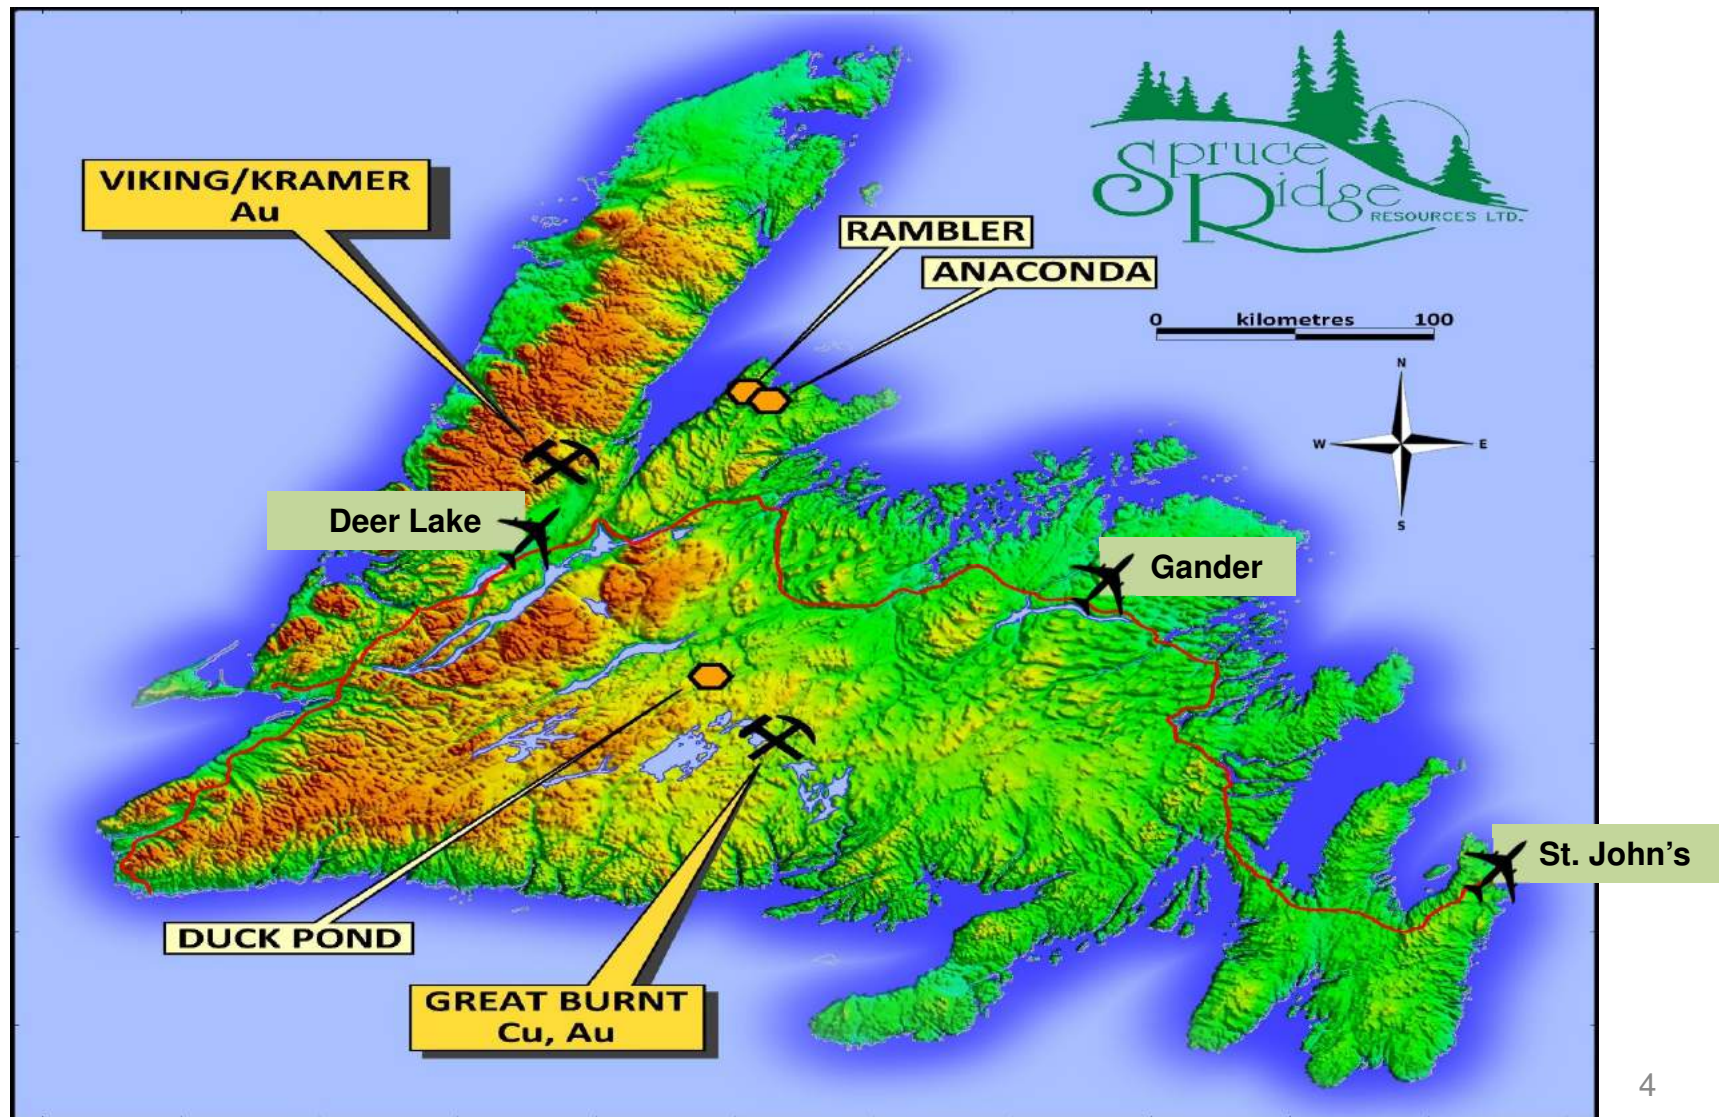 Spruce
Ridge
RESOURCES LTD.
VIKING/KRAMER
Au
RAMBLER
ANACONDA
0 kilometres 100
N
W E
S
Deer Lake
Gander
St. John’s
DUCK POND
GREAT BURNT
Cu, Au
4